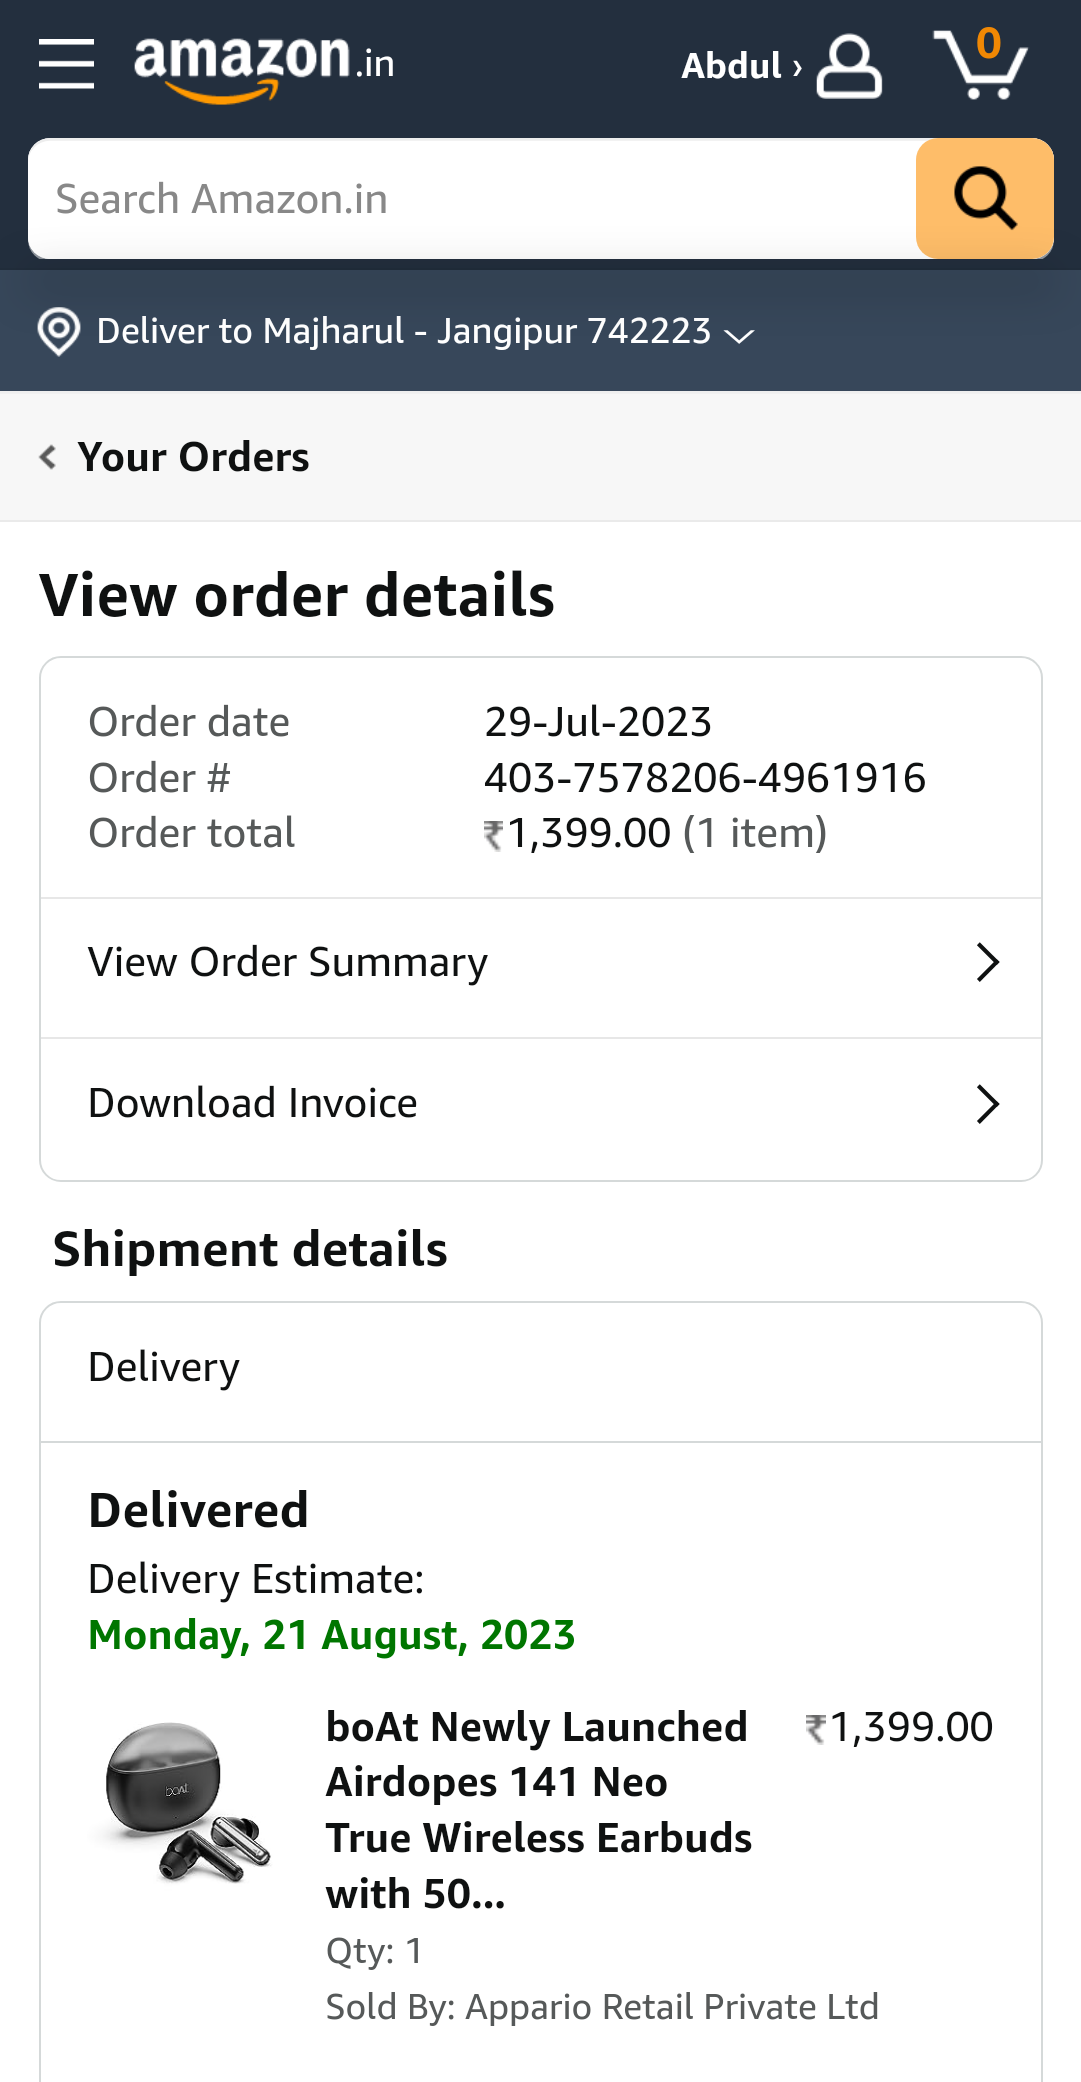 amazon.in
Abdul ›
0
Search Amazon.in
Deliver to Majharul - Jangipur 742223
Your Orders
View order details
Order date 29-Jul-2023
Order # 403-7578206-4961916
Order total ₹1,399.00 (1 item)
View Order Summary
Download Invoice
Shipment details
Delivery
Delivered
Delivery Estimate:
Monday, 21 August, 2023
boAt
boAt Newly Launched ₹1,399.00
Airdopes 141 Neo
True Wireless Earbuds
with 50...
Qty: 1
Sold By: Appario Retail Private Ltd